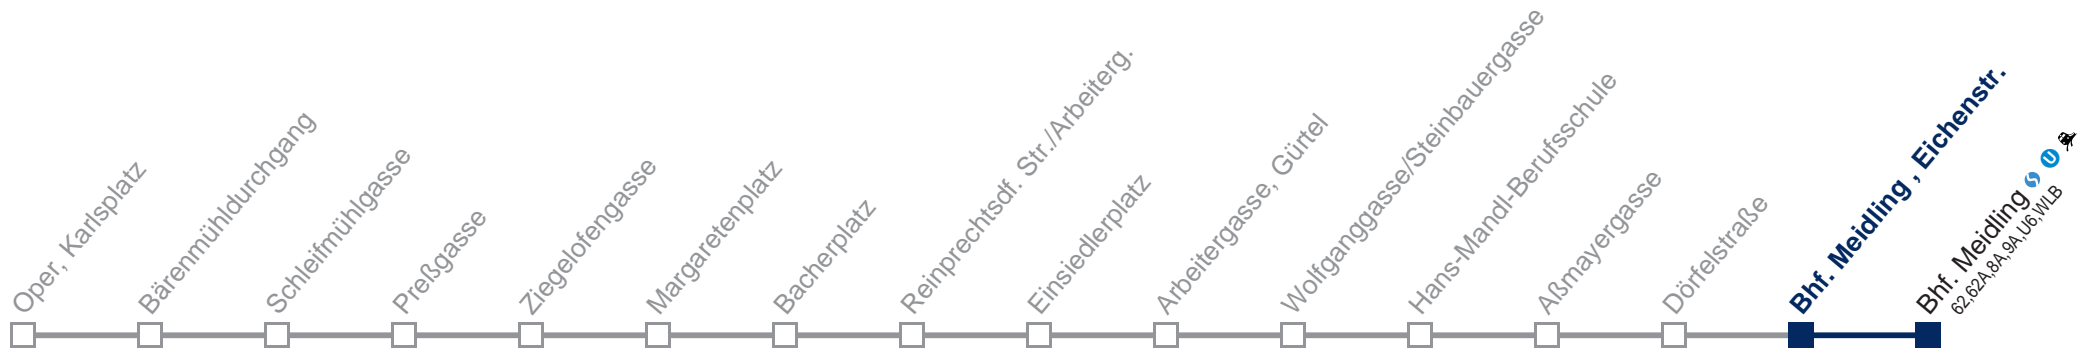 Oper, Karlsplatz
Bärenmühldurchgang
Schleifmühlgasse
Preßgasse
Ziegelofengasse
Margaretenplatz
Bacherplatz
Reinprechtsdf. Str./Arbeiterg.
Einsiedlerplatz
Arbeitergasse, Gürtel
Wolfganggasse/Steinbauergasse
Hans-Mandl-Berufsschule
Aßmayergasse
Dörfelstraße
Bhf. Meidling , Eichenstr.
Bhf. Meidling S U
62,62A,8A,9A,U6,WLB